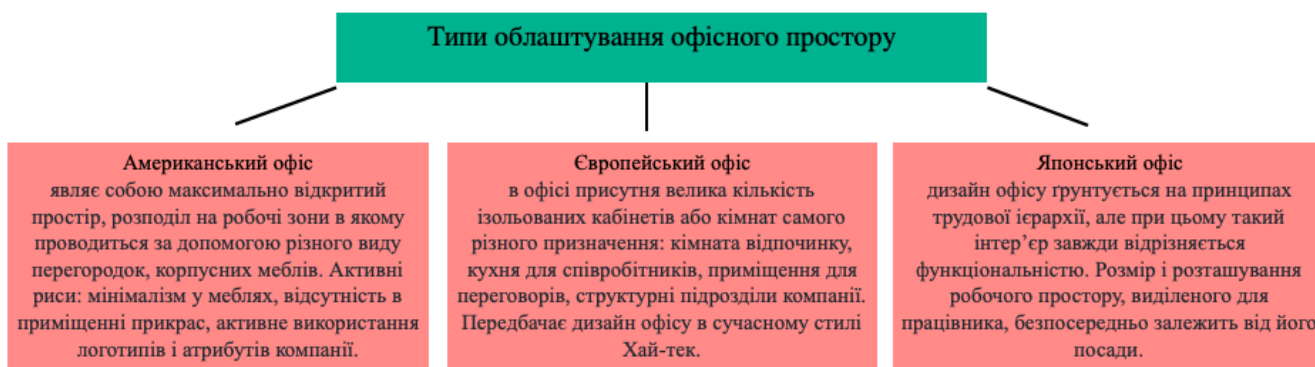 Типи облаштування офісного простору
Американський офіс
являє собою максимально відкритий
простір, розподіл на робочі зони в якому
проводиться за допомогою різного виду
перегородок, корпусних меблів. Активні
риси: мінімалізм у меблях, відсутність в
приміщенні прикрас, активне використання
логотипів і атрибутів компанії.
Європейський офіс
в офісі присутня велика кількість
ізольованих кабінетів або кімнат самого
різного призначення: кімната відпочинку,
кухня для співробітників, приміщення для
переговорів, структурні підрозділи компанії.
Передбачає дизайн офісу в сучасному стилі
Хай-тек.
Японський офіс
дизайн офісу ґрунтується на принципах
трудової ієрархії, але при цьому такий
інтер’єр завжди відрізняється
функціональністю. Розмір і розташування
робочого простору, виділеного для
працівника, безпосередньо залежить від його
посади.